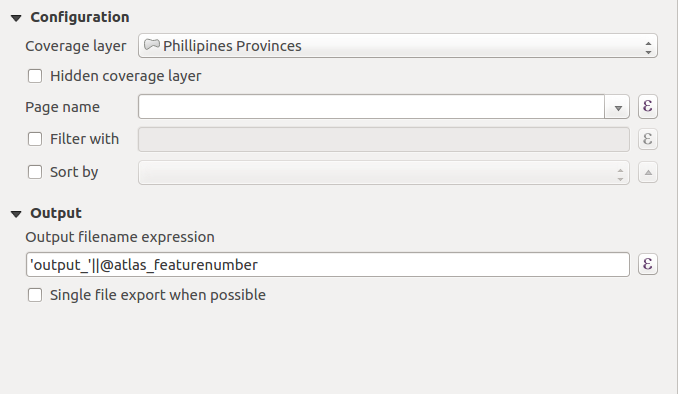 Configuration
Coverage layer Phillipines Provinces
Hidden coverage layer
Page name ε
Filter with ε
Sort by
Output
Output filename expression
'output_'||@atlas_featurenumber ε
Single file export when possible